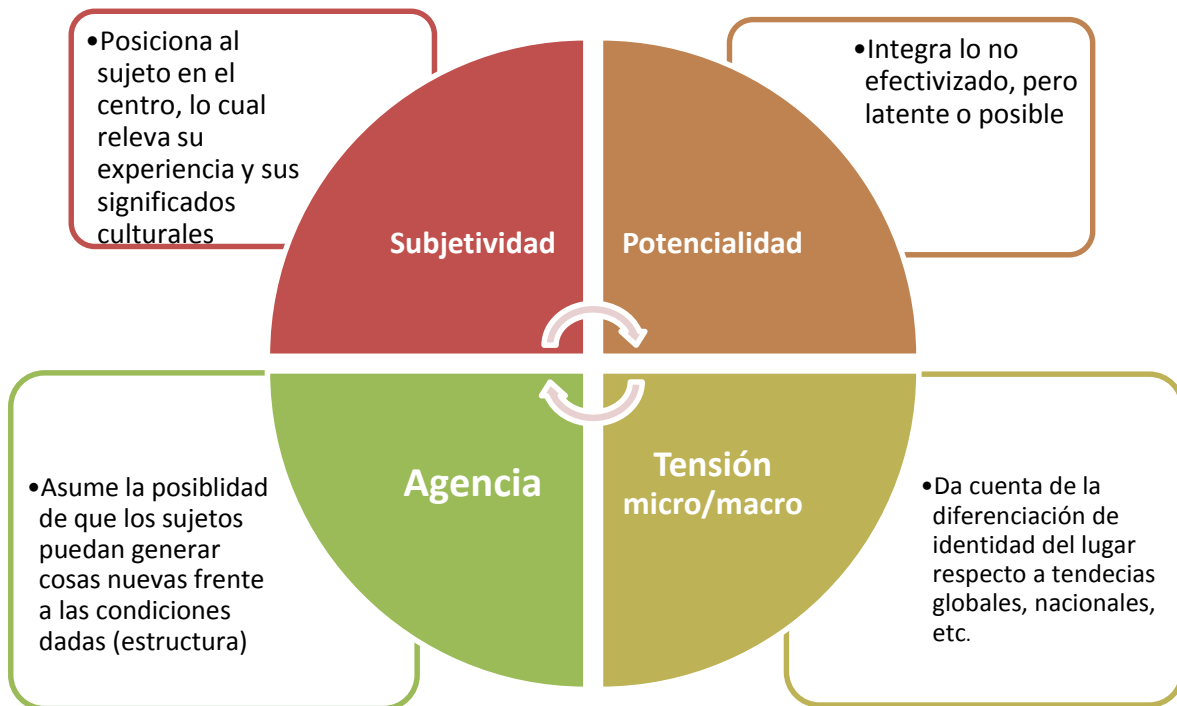 •Posiciona al
sujeto en el
centro, lo cual
releva su
experiencia y sus
significados
culturales
•Integra lo no
efectivizado, pero
latente o posible
Subjetividad
Potencialidad
Agencia
Tensión
micro/macro
•Asume la posiblidad
de que los sujetos
puedan generar
cosas nuevas frente
a las condiciones
dadas (estructura)
•Da cuenta de la
diferenciación de
identidad del lugar
respecto a tendecias
globales, nacionales,
etc.